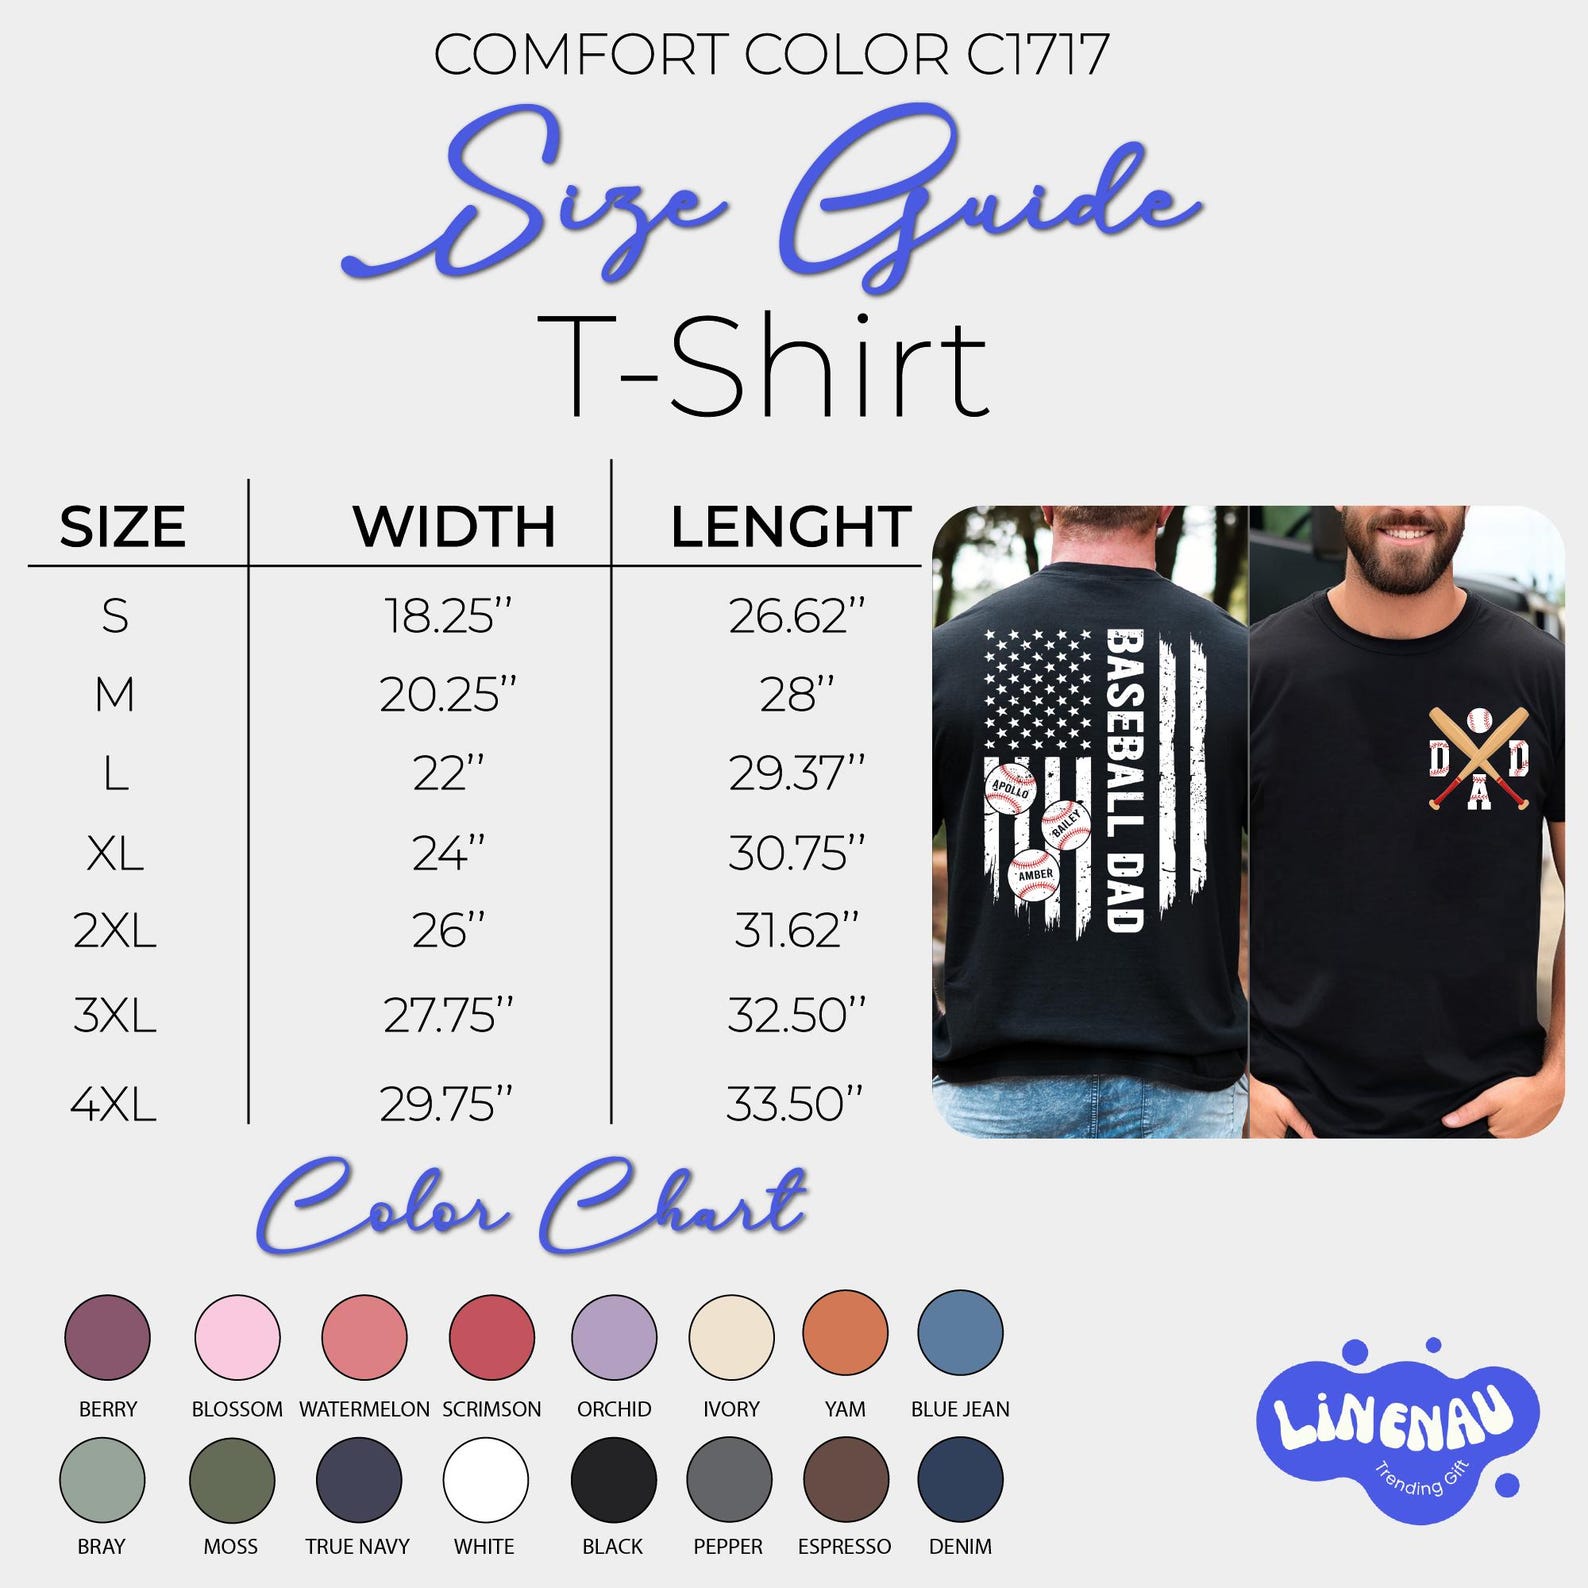 COMFORT COLOR C1717
Size Guide
T-Shirt
SIZE WIDTH LENGHT
S 18.25’’ 26.62’’
M 20.25’’ 28’’
L 22’’ 29.37’’
XL 24’’ 30.75’’
2XL 26’’ 31.62’’
3XL 27.75’’ 32.50’’
4XL 29.75’’ 33.50’’
BASEBALL DAD
APOLLO
BAILEY
AMBER
D D
A
Color Chart
BERRY BLOSSOM WATERMELON SCRIMSON ORCHID IVORY YAM BLUE JEAN
BRAY MOSS TRUE NAVY WHITE BLACK PEPPER ESPRESSO DENIM
LiNENAU
Trending Gift